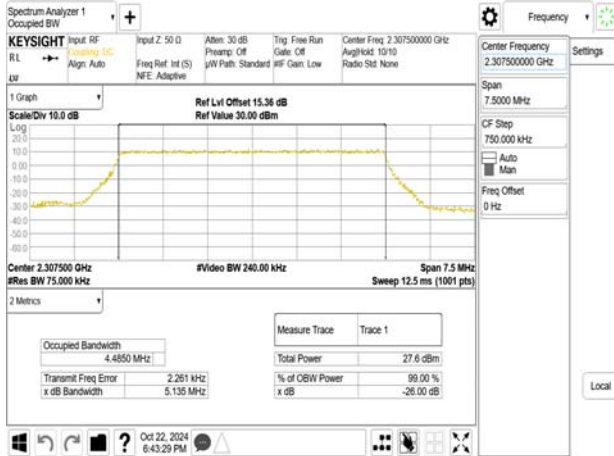 Spectrum Analyzer 1
Occupied BW
+
Frequency
KEYSIGHT
RL
Input: RF
Coupling: DC
Align: Auto
Input Z: 50 Ω
Freq Ref: Int (S)
NFE: Adaptive
Atten: 30 dB
Preamp: Off
µW Path: Standard
Trig: Free Run
Gate: Off
#IF Gain: Low
Center Freq: 2.307500000 GHz
Avg|Hold: 10/10
Radio Std: None
Center Frequency
2.307500000 GHz
Settings
Span
7.5000 MHz
CF Step
750.000 kHz
Auto
Man
Freq Offset
0 Hz
Local
1 Graph
Scale/Div 10.0 dB
Ref Lvl Offset 15.36 dB
Ref Value 30.00 dBm
Log
20.0
10.0
0.00
-10.0
-20.0
-30.0
-40.0
-50.0
-60.0
Center 2.307500 GHz
#Video BW 240.00 kHz
Span 7.5 MHz
#Res BW 75.000 kHz
Sweep 12.5 ms (1001 pts)
2 Metrics
Measure Trace Trace 1
Occupied Bandwidth
4.4850 MHz
Total Power 27.6 dBm
Transmit Freq Error 2.261 kHz
% of OBW Power 99.00 %
x dB Bandwidth 5.135 MHz
x dB -26.00 dB
?
Oct 22, 2024
6:43:29 PM